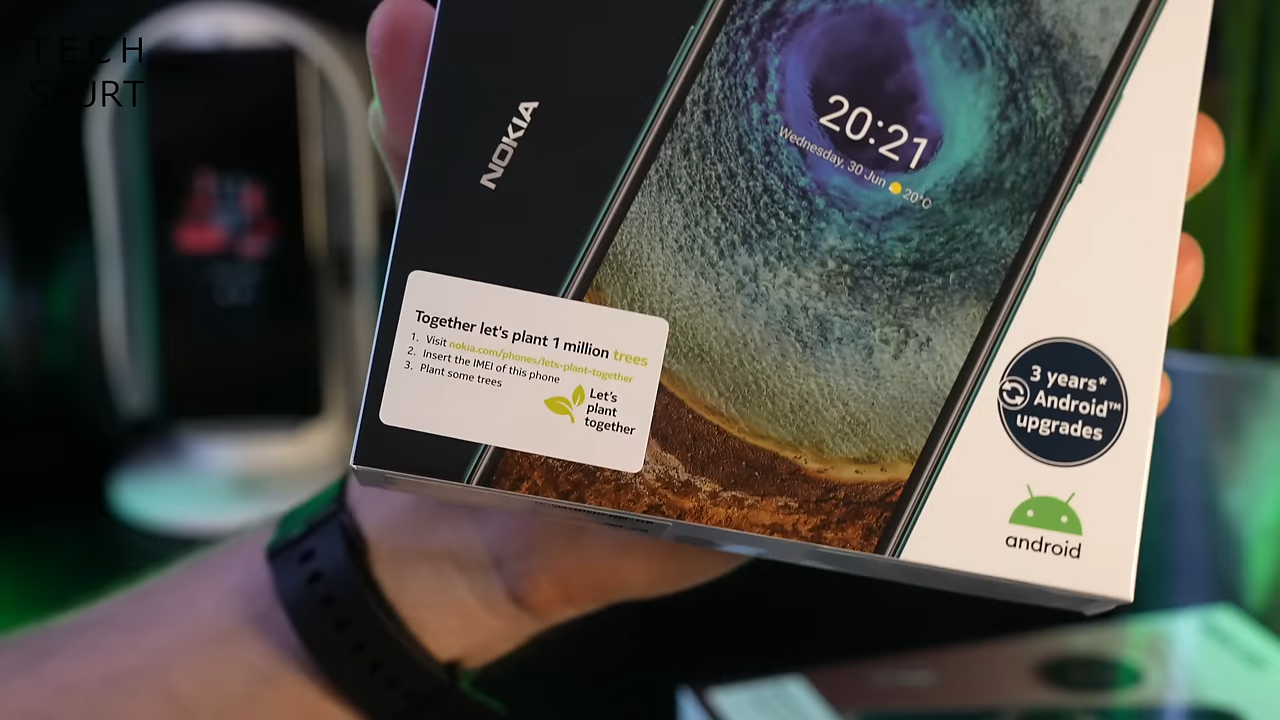 TECH
SPURT
NOKIA
20:21
Wednesday, 30 Jun 20°C
Together let's plant 1 million trees
1. Visit nokia.com/phones/lets-plant-together
2. Insert the IMEI of this phone
3. Plant some trees
Let's
plant
together
3 years*
Android™
upgrades
android